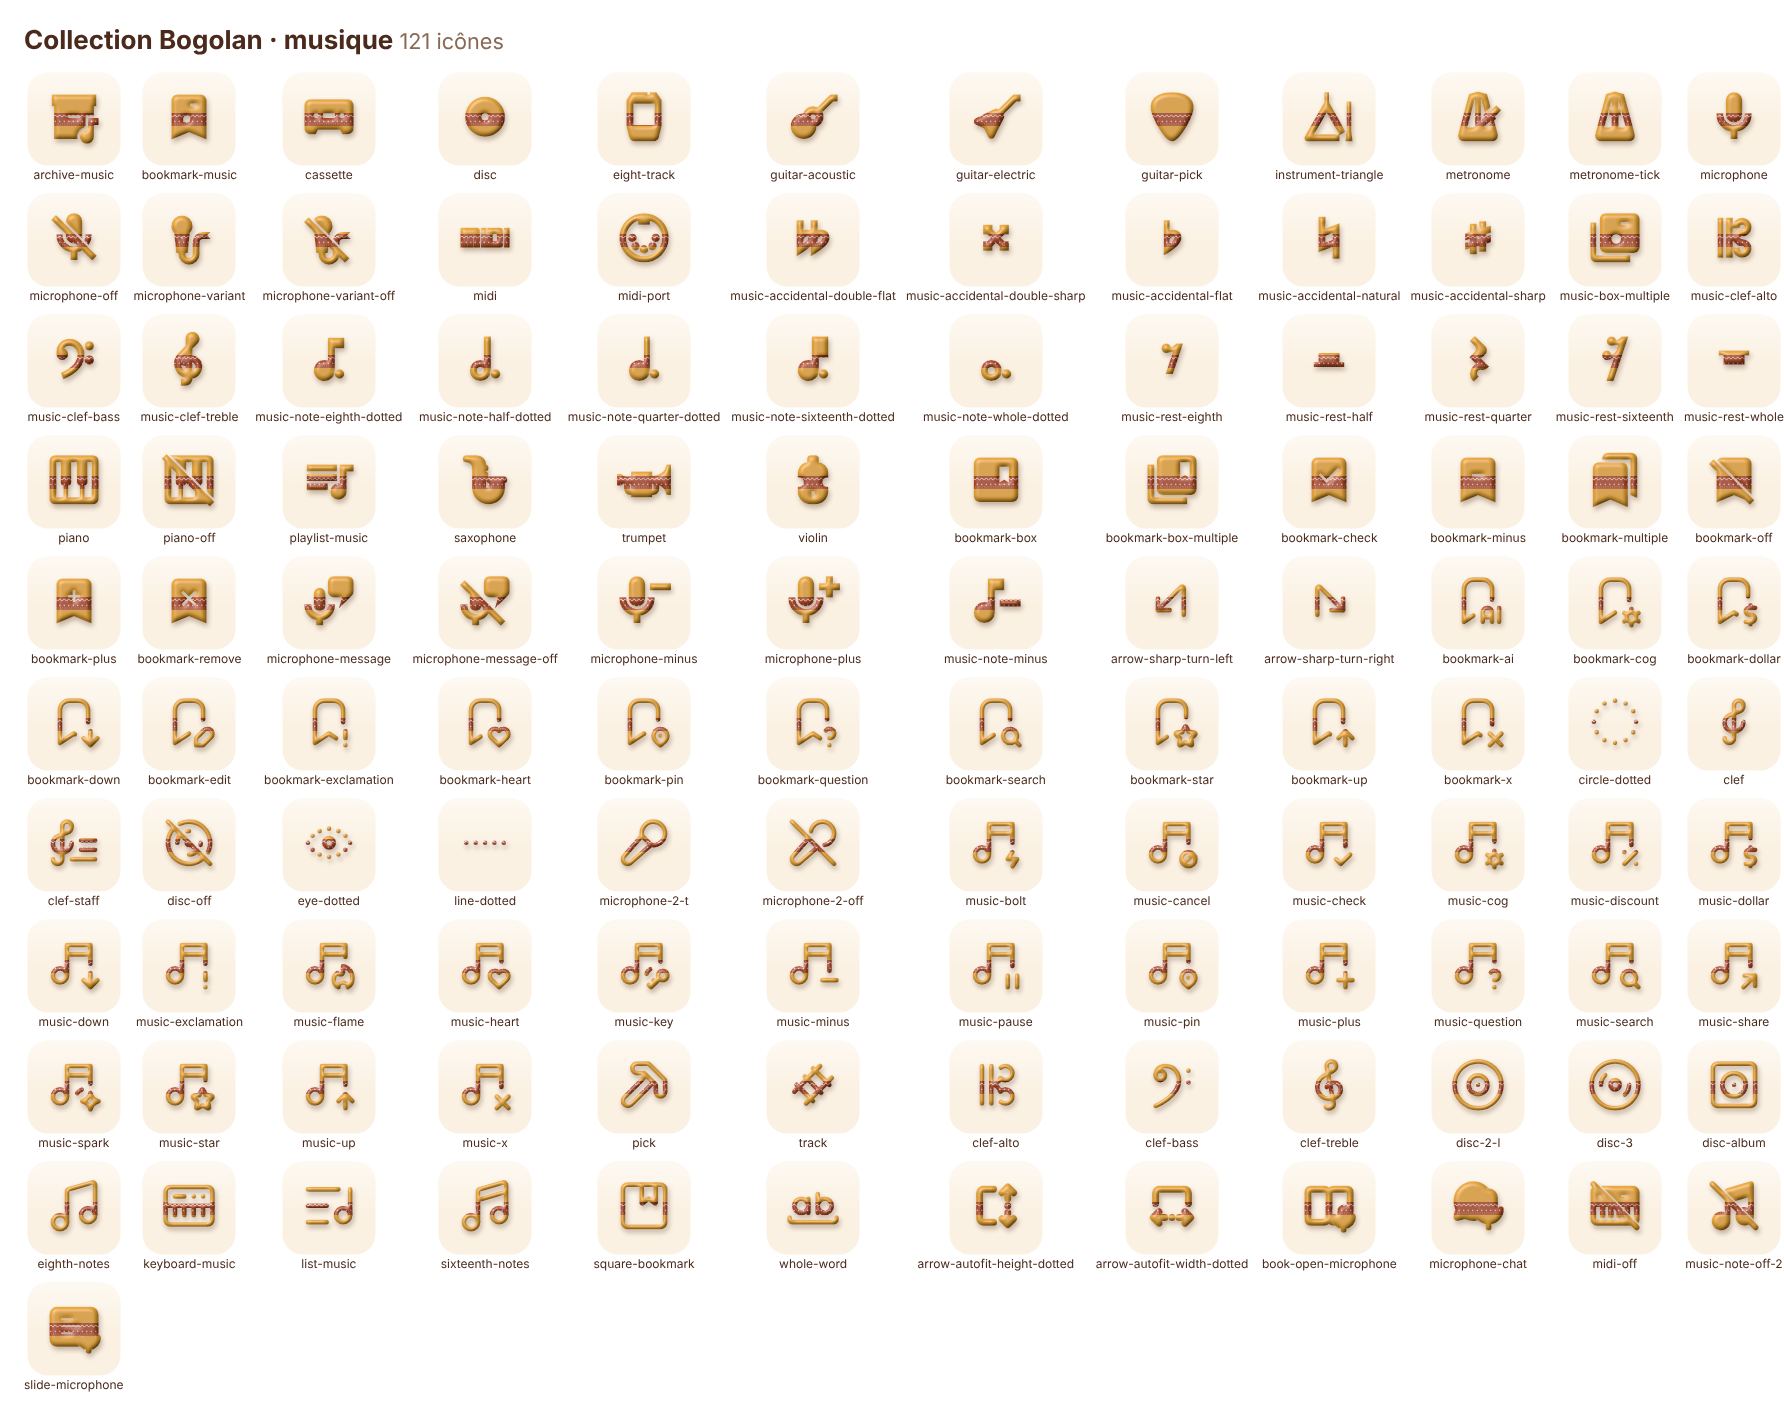 Collection Bogolan · musique 121 icônes
archive-music bookmark-music cassette disc eight-track guitar-acoustic guitar-electric guitar-pick instrument-triangle metronome metronome-tick microphone
microphone-off microphone-variant microphone-variant-off midi midi-port music-accidental-double-flat music-accidental-double-sharp music-accidental-flat music-accidental-natural music-accidental-sharp music-box-multiple music-clef-alto
music-clef-bass music-clef-treble music-note-eighth-dotted music-note-half-dotted music-note-quarter-dotted music-note-sixteenth-dotted music-note-whole-dotted music-rest-eighth music-rest-half music-rest-quarter music-rest-sixteenth music-rest-whole
piano piano-off playlist-music saxophone trumpet violin bookmark-box bookmark-box-multiple bookmark-check bookmark-minus bookmark-multiple bookmark-off
bookmark-plus bookmark-remove microphone-message microphone-message-off microphone-minus microphone-plus music-note-minus arrow-sharp-turn-left arrow-sharp-turn-right bookmark-ai bookmark-cog bookmark-dollar
bookmark-down bookmark-edit bookmark-exclamation bookmark-heart bookmark-pin bookmark-question bookmark-search bookmark-star bookmark-up bookmark-x circle-dotted clef
clef-staff disc-off eye-dotted line-dotted microphone-2-t microphone-2-off music-bolt music-cancel music-check music-cog music-discount music-dollar
music-down music-exclamation music-flame music-heart music-key music-minus music-pause music-pin music-plus music-question music-search music-share
music-spark music-star music-up music-x pick track clef-alto clef-bass clef-treble disc-2-l disc-3 disc-album
eighth-notes keyboard-music list-music sixteenth-notes square-bookmark whole-word arrow-autofit-height-dotted arrow-autofit-width-dotted book-open-microphone microphone-chat midi-off music-note-off-2
slide-microphone